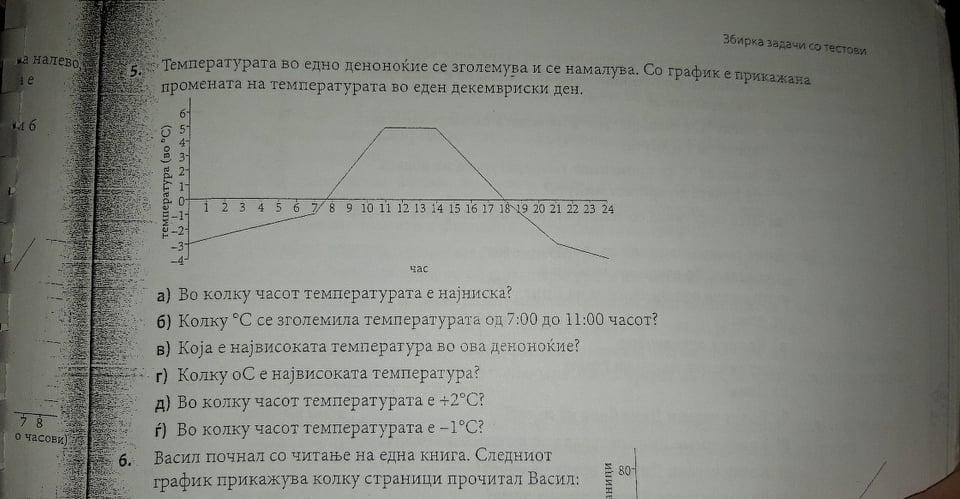 Збирка задачи со тестови
налево,
е
б
5. Температурата во едно деноноќие се зголемува и се намалува. Со график е прикажана
промената на температурата во еден декемвриски ден.
температура (во °C)
6
5
4
3
2
1
0
−1
−2
−3
−4
1 2 3 4 5 6 7 8 9 10 11 12 13 14 15 16 17 18 19 20 21 22 23 24
час
а) Во колку часот температурата е најниска?
б) Колку °C се зголемила температурата од 7:00 до 11:00 часот?
в) Која е највисоката температура во ова деноноќие?
г) Колку оС е највисоката температура?
д) Во колку часот температурата е +2°C?
ѓ) Во колку часот температурата е −1°C?
7 8
о часови)
6. Васил почнал со читање на една книга. Следниот
график прикажува колку страници прочитал Васил:
80